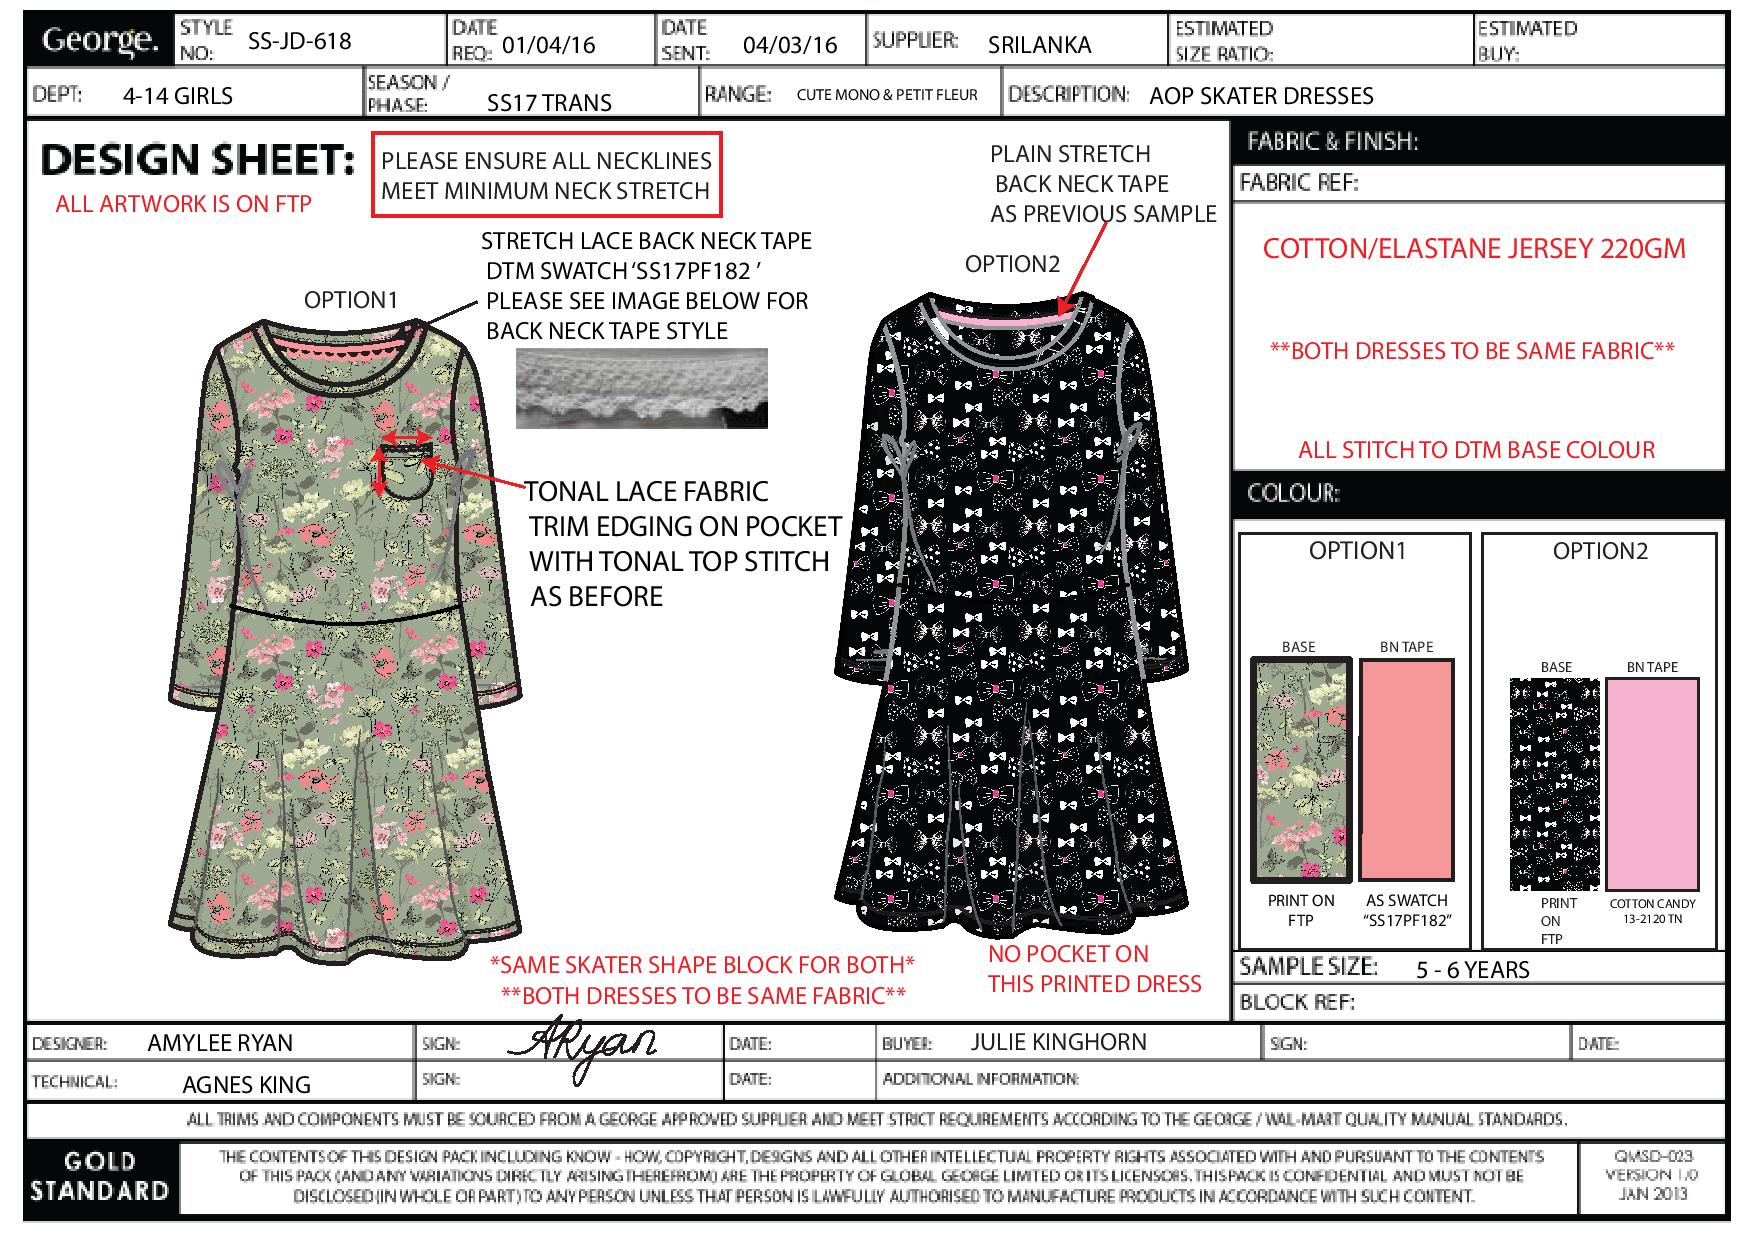 George.
STYLE NO: SS-JD-618
DATE REQ: 01/04/16
DATE SENT: 04/03/16
SUPPLIER: SRILANKA
ESTIMATED SIZE RATIO:
ESTIMATED BUY:
DEPT: 4-14 GIRLS
SEASON / PHASE: SS17 TRANS
RANGE: CUTE MONO & PETIT FLEUR
DESCRIPTION: AOP SKATER DRESSES
DESIGN SHEET:
ALL ARTWORK IS ON FTP
PLEASE ENSURE ALL NECKLINES
MEET MINIMUM NECK STRETCH
STRETCH LACE BACK NECK TAPE
DTM SWATCH 'SS17PF182 '
PLEASE SEE IMAGE BELOW FOR
BACK NECK TAPE STYLE
OPTION1
PLAIN STRETCH
BACK NECK TAPE
AS PREVIOUS SAMPLE
OPTION2
TONAL LACE FABRIC
TRIM EDGING ON POCKET
WITH TONAL TOP STITCH
AS BEFORE
*SAME SKATER SHAPE BLOCK FOR BOTH*
**BOTH DRESSES TO BE SAME FABRIC**
NO POCKET ON
THIS PRINTED DRESS
FABRIC & FINISH:
FABRIC REF:
COTTON/ELASTANE JERSEY 220GM
**BOTH DRESSES TO BE SAME FABRIC**
ALL STITCH TO DTM BASE COLOUR
COLOUR:
OPTION1
BASE
BN TAPE
PRINT ON
FTP
AS SWATCH
"SS17PF182"
OPTION2
BASE
BN TAPE
PRINT
ON
FTP
COTTON CANDY
13-2120 TN
SAMPLE SIZE: 5 - 6 YEARS
BLOCK REF:
DESIGNER: AMYLEE RYAN
SIGN: ARyan
DATE:
BUYER: JULIE KINGHORN
SIGN:
DATE:
TECHNICAL: AGNES KING
SIGN:
DATE:
ADDITIONAL INFORMATION:
ALL TRIMS AND COMPONENTS MUST BE SOURCED FROM A GEORGE APPROVED SUPPLIER AND MEET STRICT REQUIREMENTS ACCORDING TO THE GEORGE / WAL-MART QUALITY MANUAL STANDARDS.
GOLD
STANDARD
THE CONTENTS OF THIS DESIGN PACK INCLUDING KNOW - HOW, COPYRIGHT, DESIGNS AND ALL OTHER INTELLECTUAL PROPERTY RIGHTS ASSOCIATED WITH AND PURSUANT TO THE CONTENTS
OF THIS PACK (AND ANY VARIATIONS DIRECTLY ARISING THEREFROM) ARE THE PROPERTY OF GLOBAL GEORGE LIMITED OR ITS LICENSORS. THIS PACK IS CONFIDENTIAL AND MUST NOT BE
DISCLOSED (IN WHOLE OR PART) TO ANY PERSON UNLESS THAT PERSON IS LAWFULLY AUTHORISED TO MANUFACTURE PRODUCTS IN ACCORDANCE WITH SUCH CONTENT.
QMSD-023
VERSION 1.0
JAN 2013